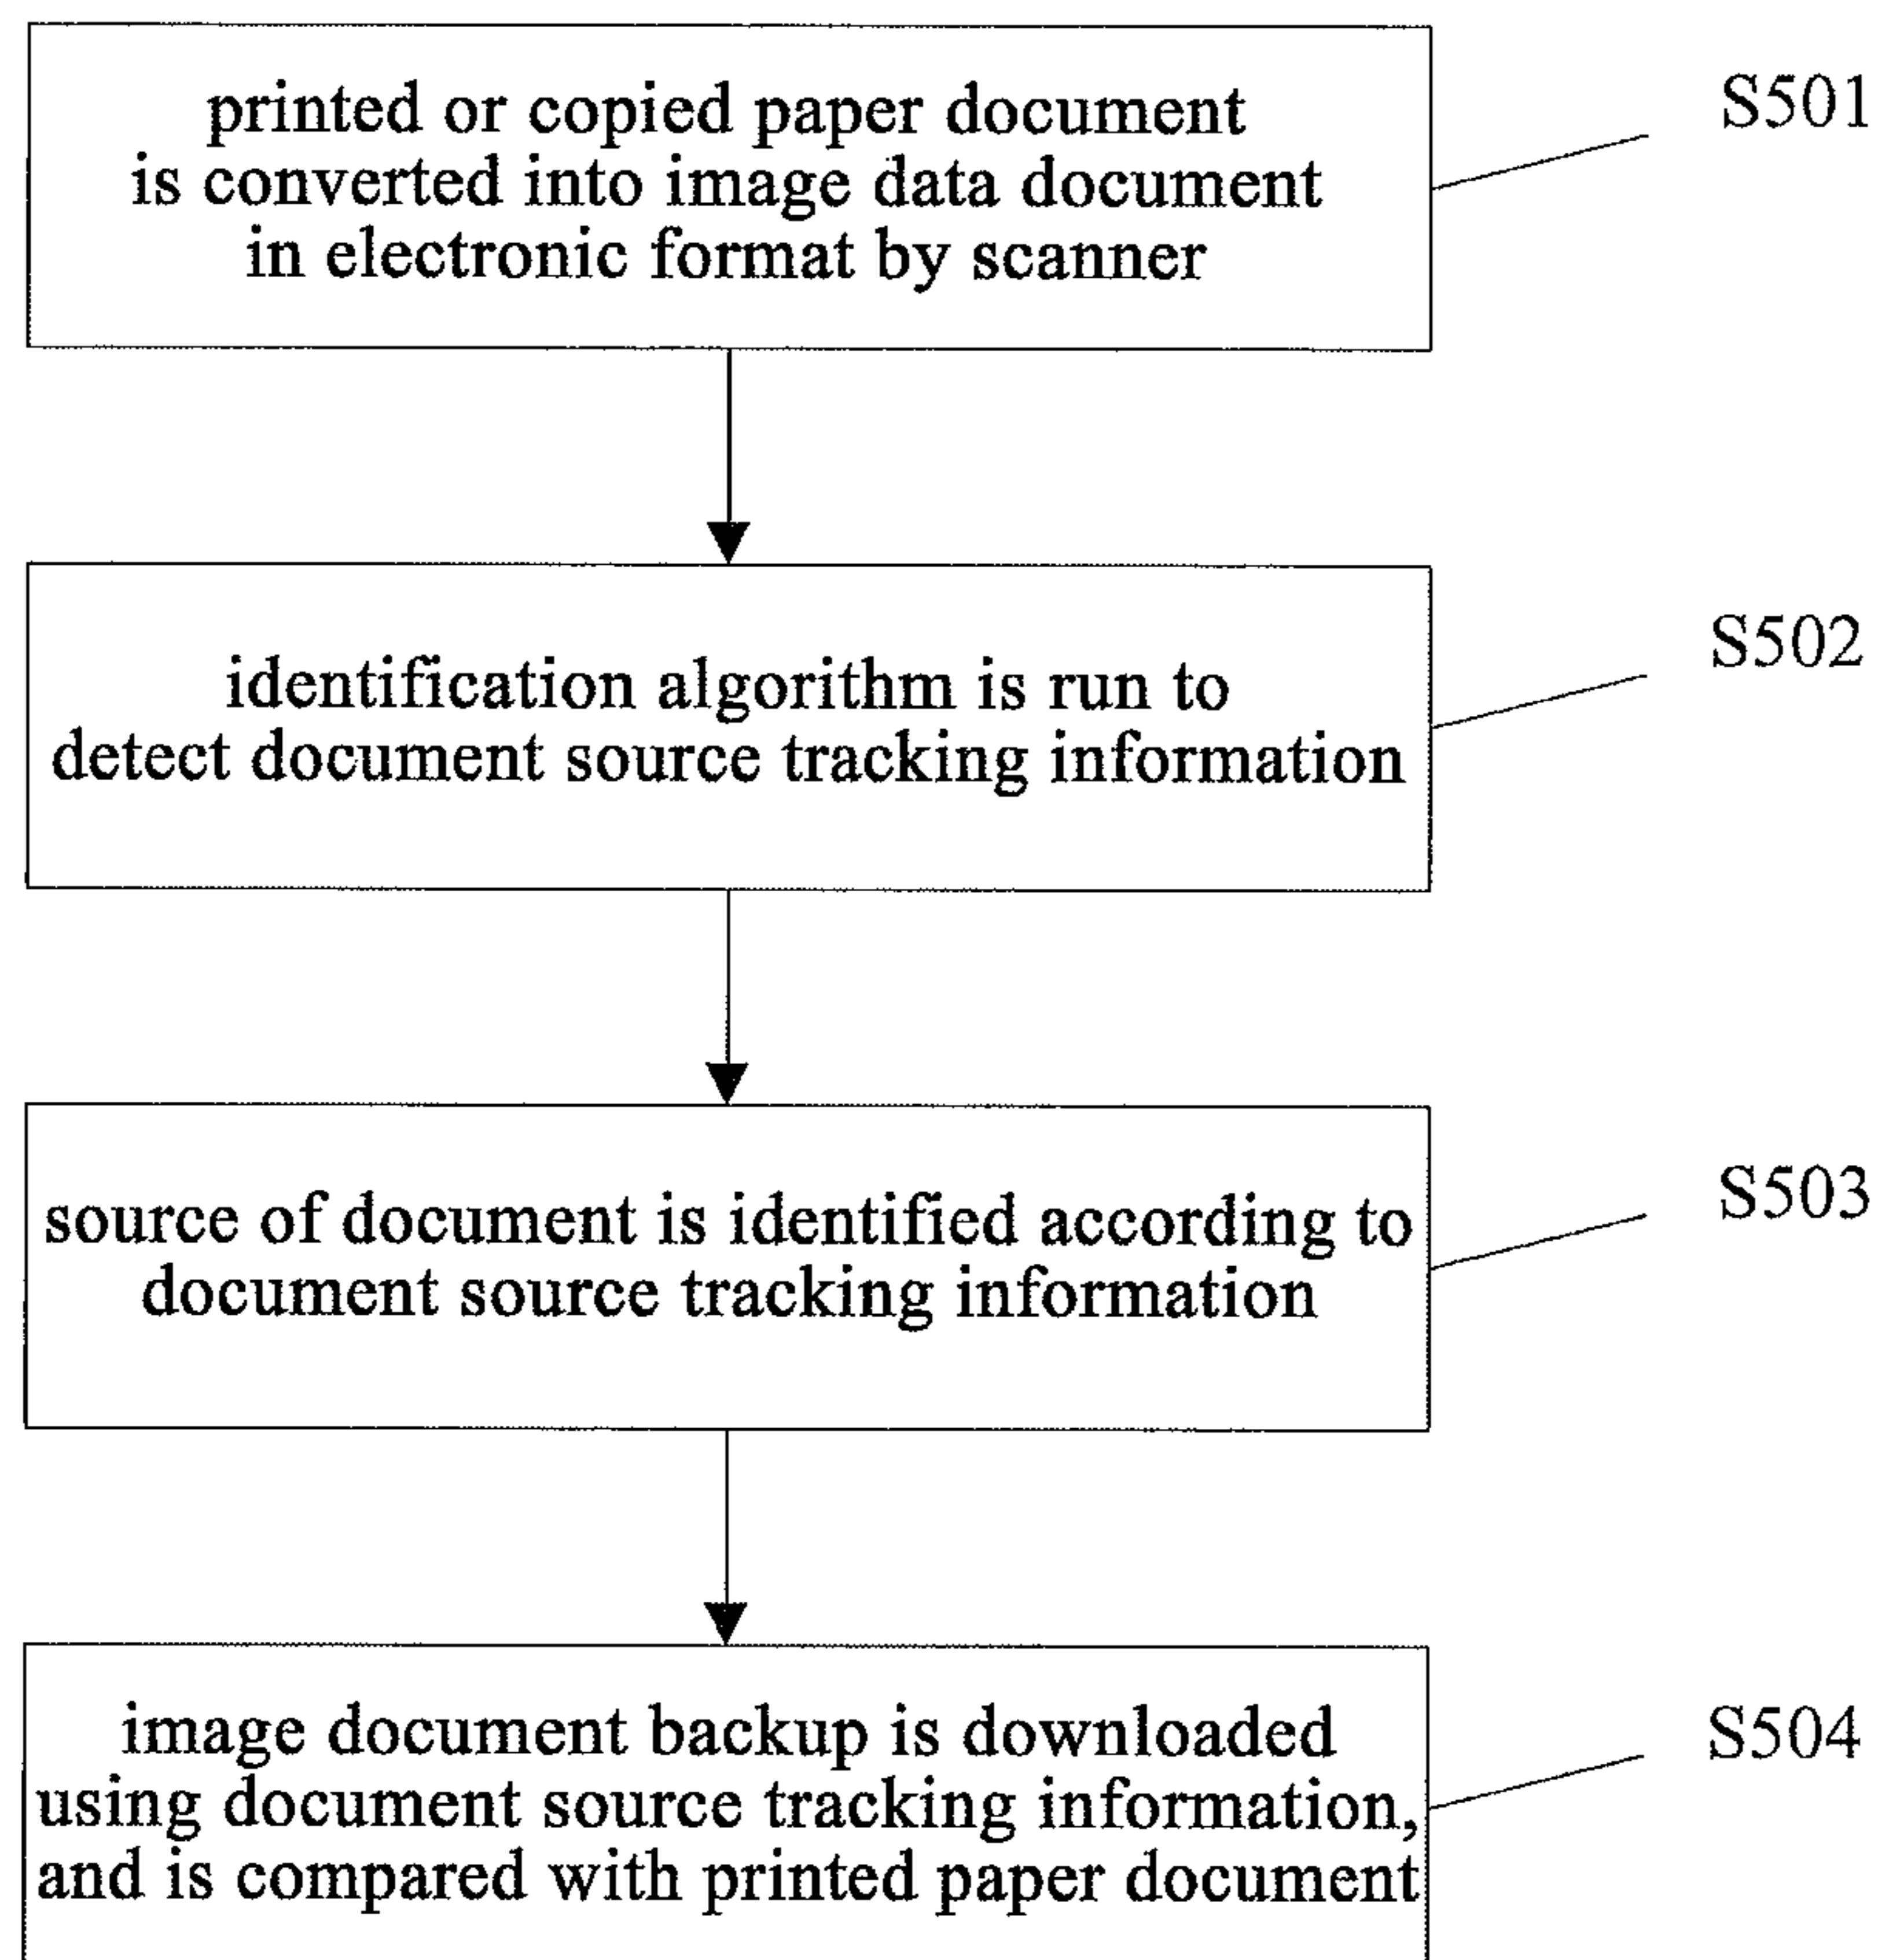 printed or copied paper document
is converted into image data document
in electronic format by scanner
S501
identification algorithm is run to
detect document source tracking information
S502
source of document is identified according to
document source tracking information
S503
image document backup is downloaded
using document source tracking information,
and is compared with printed paper document
S504